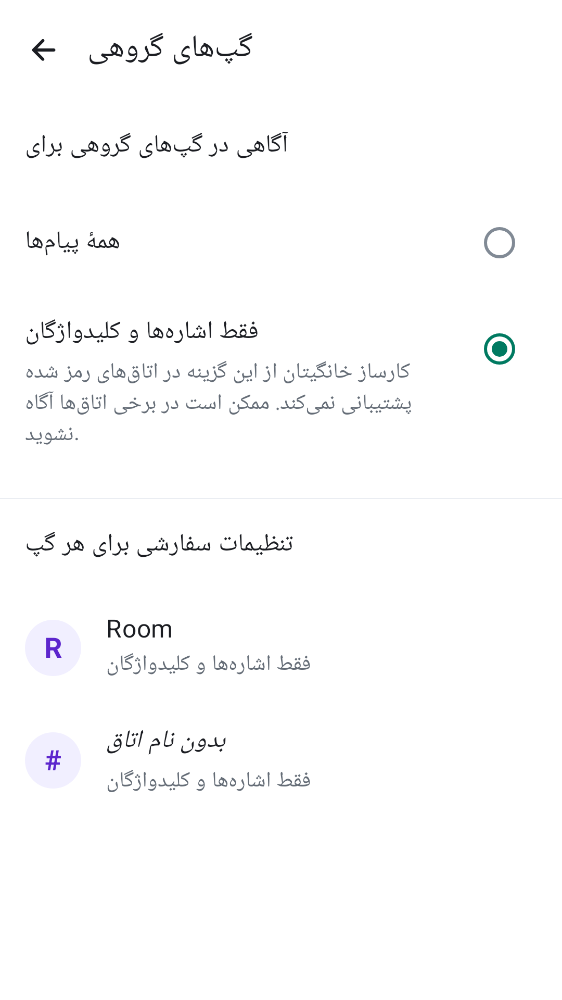 گپ‌های گروهی
آگاهی در گپ‌های گروهی برای
همهٔ پیام‌ها
فقط اشاره‌ها و کلیدواژگان
کارساز خانگیتان از این گزینه در اتاق‌های رمز شده
پشتیبانی نمی‌کند. ممکن است در برخی اتاق‌ها آگاه
نشوید.
تنظیمات سفارشی برای هر گپ
R
Room
فقط اشاره‌ها و کلیدواژگان
#
بدون نام اتاق
فقط اشاره‌ها و کلیدواژگان